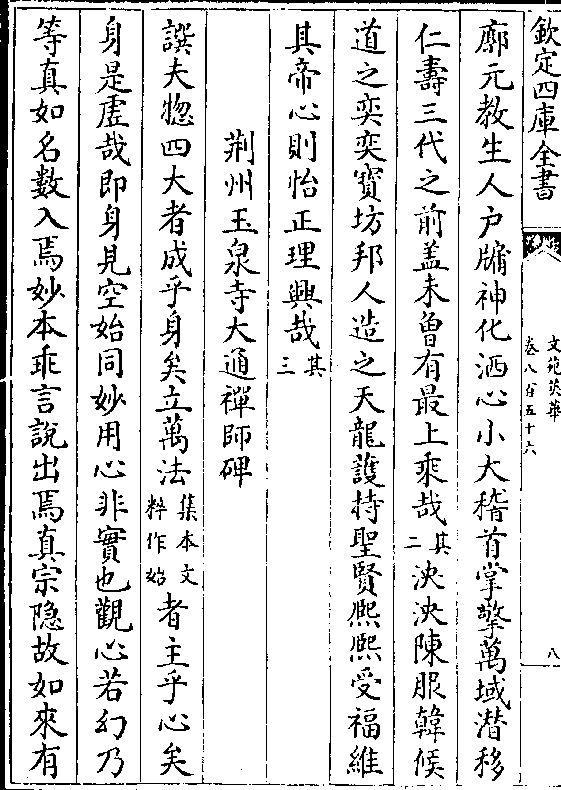 欽定四庫全書
文苑英華
卷八百五十六
八
廓元教生人户牖神化洒心小大稽首掌擎萬域潛移
仁壽三代之前盖未曾有最上乘哉其二泱泱陳服韓侯
道之奕奕寳坊邦人造之天龍護持聖賢熈熈受福維
其帝心則怡正理興哉其三
荆州玉泉寺大通禪師碑
譔夫惣四大者成乎身矣立萬法集本文粹作始者主乎心矣
身是虚哉即身見空始同妙用心非實也觀心若幻乃
等真如名數入焉妙本乖言說出焉真宗隐故如來有